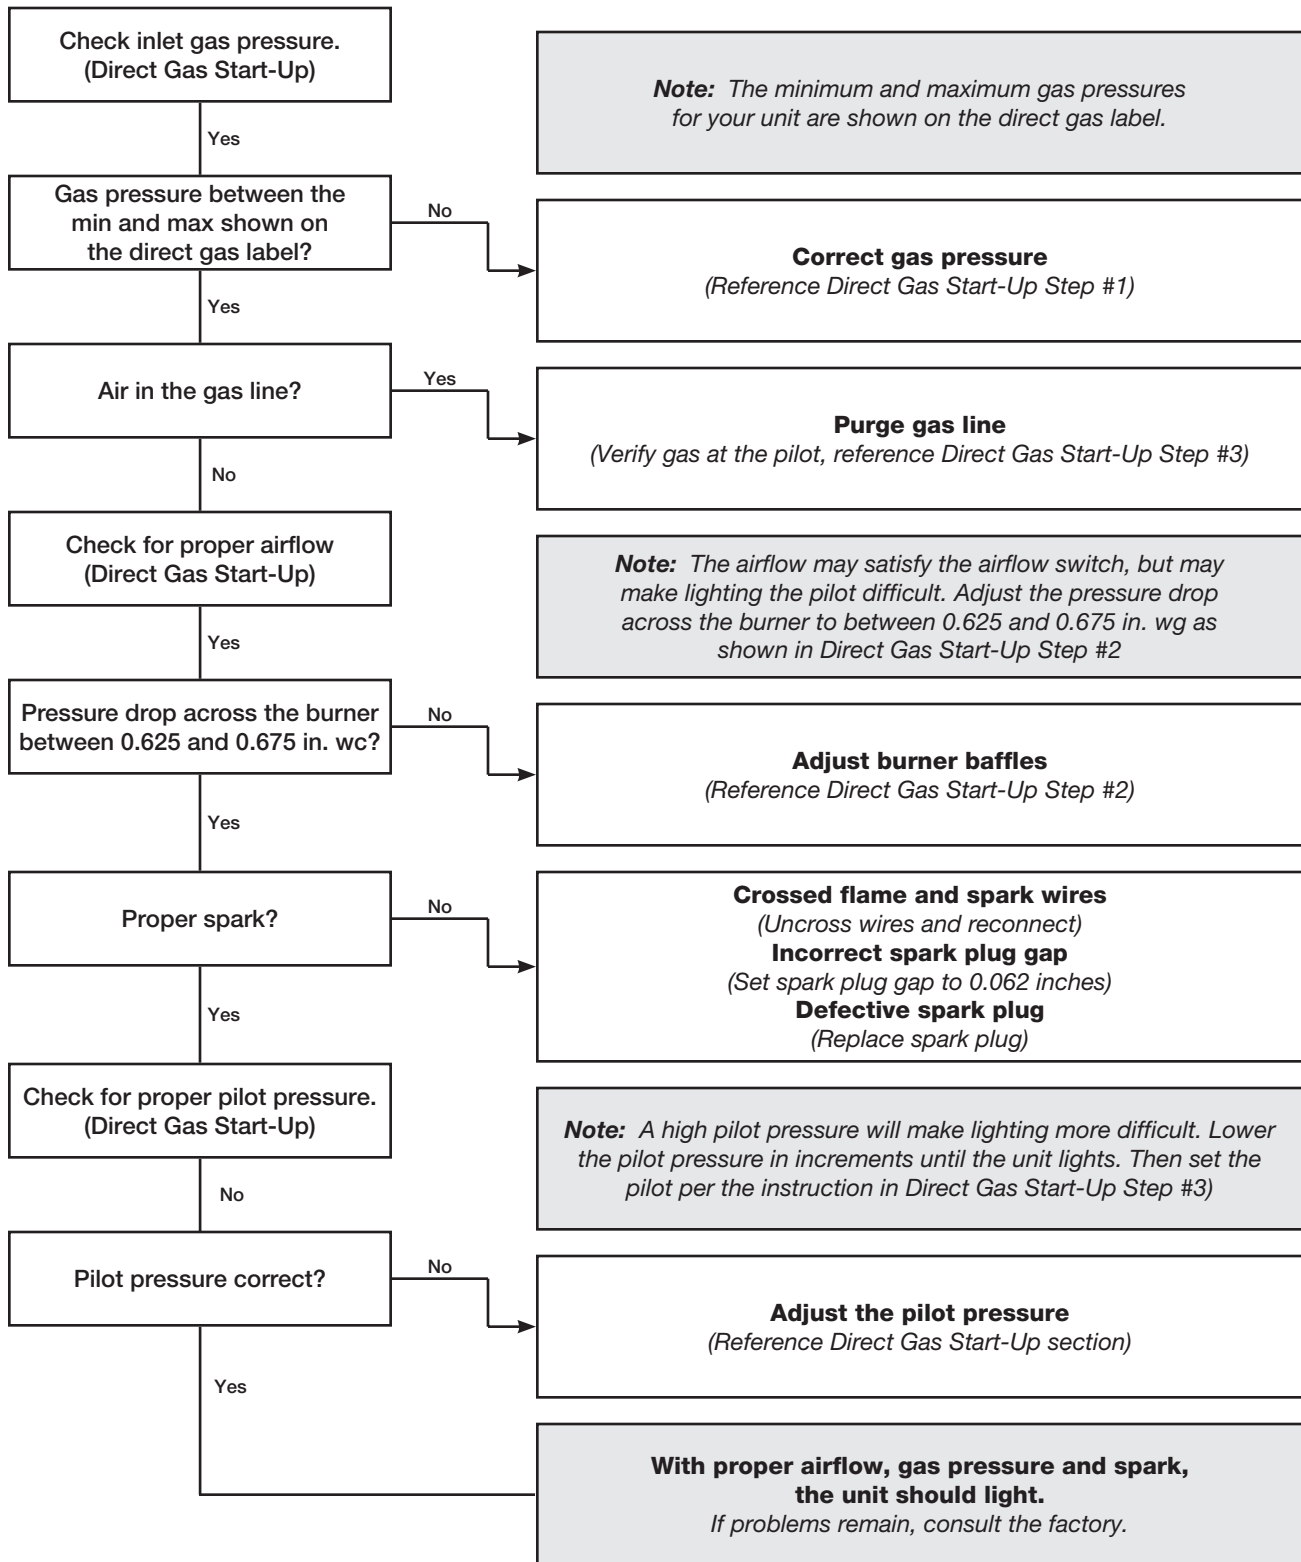 Check inlet gas pressure.
(Direct Gas Start-Up)
Note: The minimum and maximum gas pressures
for your unit are shown on the direct gas label.
Yes
Gas pressure between the
min and max shown on
the direct gas label?
No
Correct gas pressure
(Reference Direct Gas Start-Up Step #1)
Yes
Air in the gas line?
Yes
Purge gas line
(Verify gas at the pilot, reference Direct Gas Start-Up Step #3)
No
Check for proper airflow
(Direct Gas Start-Up)
Note: The airflow may satisfy the airflow switch, but may
make lighting the pilot difficult. Adjust the pressure drop
across the burner to between 0.625 and 0.675 in. wg as
shown in Direct Gas Start-Up Step #2
Yes
Pressure drop across the burner
between 0.625 and 0.675 in. wc?
No
Adjust burner baffles
(Reference Direct Gas Start-Up Step #2)
Yes
Proper spark?
No
Crossed flame and spark wires
(Uncross wires and reconnect)
Incorrect spark plug gap
(Set spark plug gap to 0.062 inches)
Defective spark plug
(Replace spark plug)
Yes
Check for proper pilot pressure.
(Direct Gas Start-Up)
Note: A high pilot pressure will make lighting more difficult. Lower
the pilot pressure in increments until the unit lights. Then set the
pilot per the instruction in Direct Gas Start-Up Step #3)
No
Pilot pressure correct?
No
Adjust the pilot pressure
(Reference Direct Gas Start-Up section)
Yes
With proper airflow, gas pressure and spark,
the unit should light.
If problems remain, consult the factory.